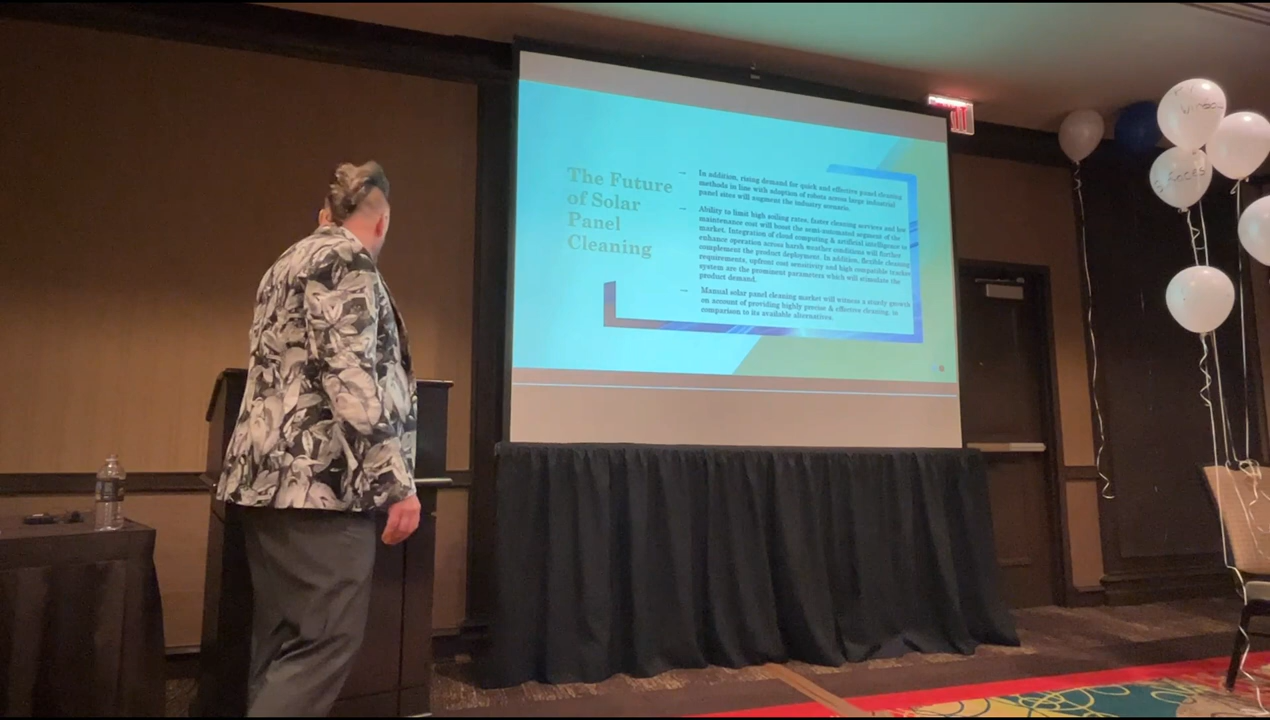 The Future
of Solar
Panel
Cleaning
In addition, rising demand for quick and effective panel cleaning
methods in line with adoption of robots across large industrial
panel sites will augment the industry scenario.
Ability to limit high soiling rates, faster cleaning services and low
maintenance cost will boost the semi-automated segment of the
market. Integration of cloud computing & artificial intelligence to
enhance operation across harsh weather conditions will further
complement the product deployment. In addition, flexible cleaning
requirements, upfront cost sensitivity and high compatible tracker
system are the prominent parameters which will stimulate the
product demand.
Manual solar panel cleaning market will witness a sturdy growth
on account of providing highly precise & effective cleaning, in
comparison to its available alternatives.